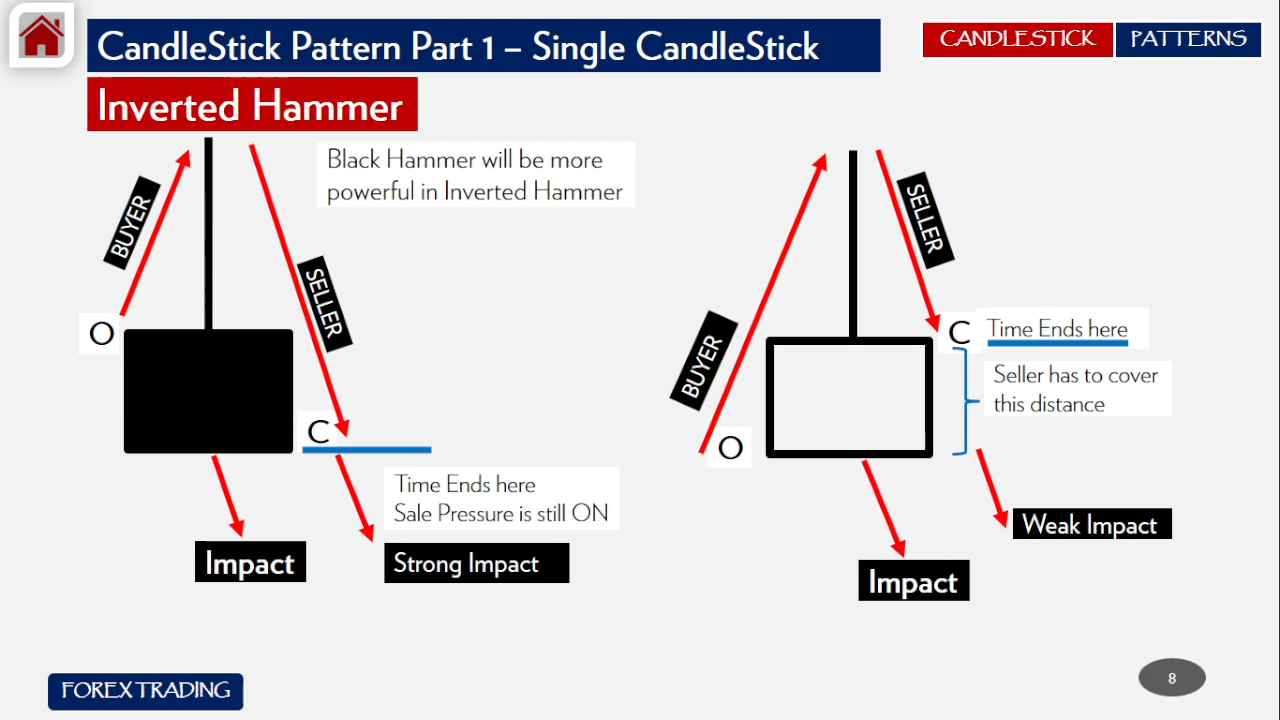 CandleStick Pattern Part 1 – Single CandleStick
CANDLESTICK PATTERNS
Inverted Hammer
Black Hammer will be more
powerful in Inverted Hammer
BUYER
SELLER
O
C
Time Ends here
Sale Pressure is still ON
Impact
Strong Impact
BUYER
SELLER
O
C
Time Ends here
Seller has to cover
this distance
Weak Impact
Impact
FOREX TRADING
8